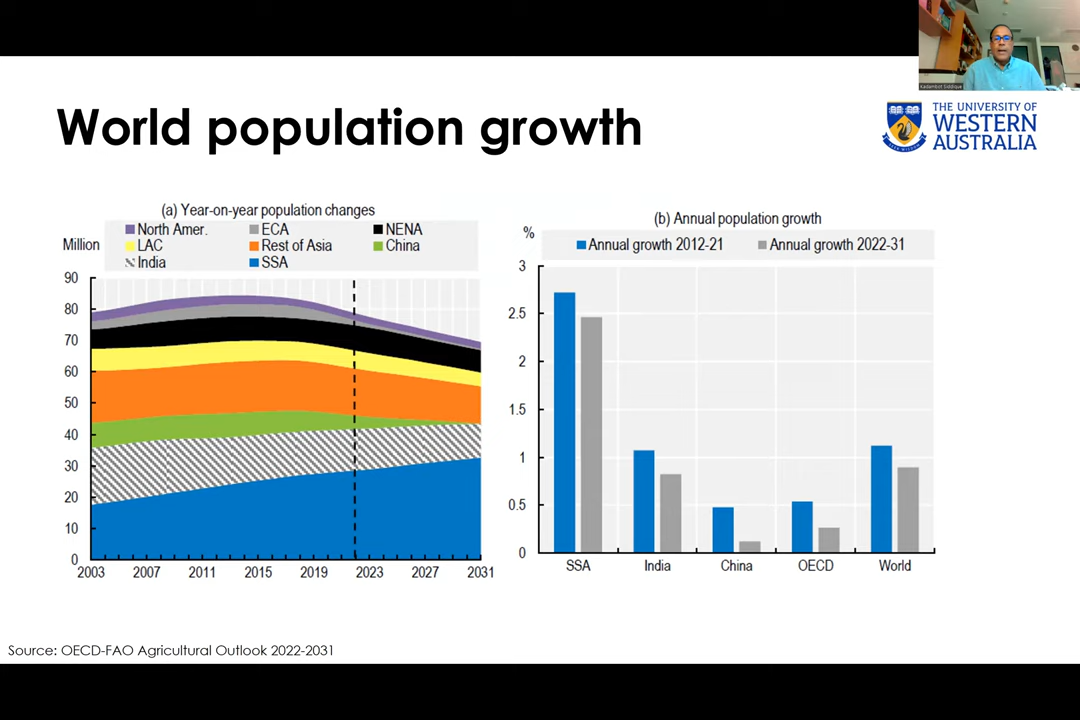 Kadambot Siddique
World population growth
THE UNIVERSITY OF
WESTERN
AUSTRALIA
(a) Year-on-year population changes
North Amer. ECA NENA
Million LAC Rest of Asia China
India SSA
90
80
70
60
50
40
30
20
10
0
2003 2007 2011 2015 2019 2023 2027 2031
(b) Annual population growth
%
Annual growth 2012-21 Annual growth 2022-31
3
2.5
2
1.5
1
0.5
0
SSA India China OECD World
Source: OECD-FAO Agricultural Outlook 2022-2031